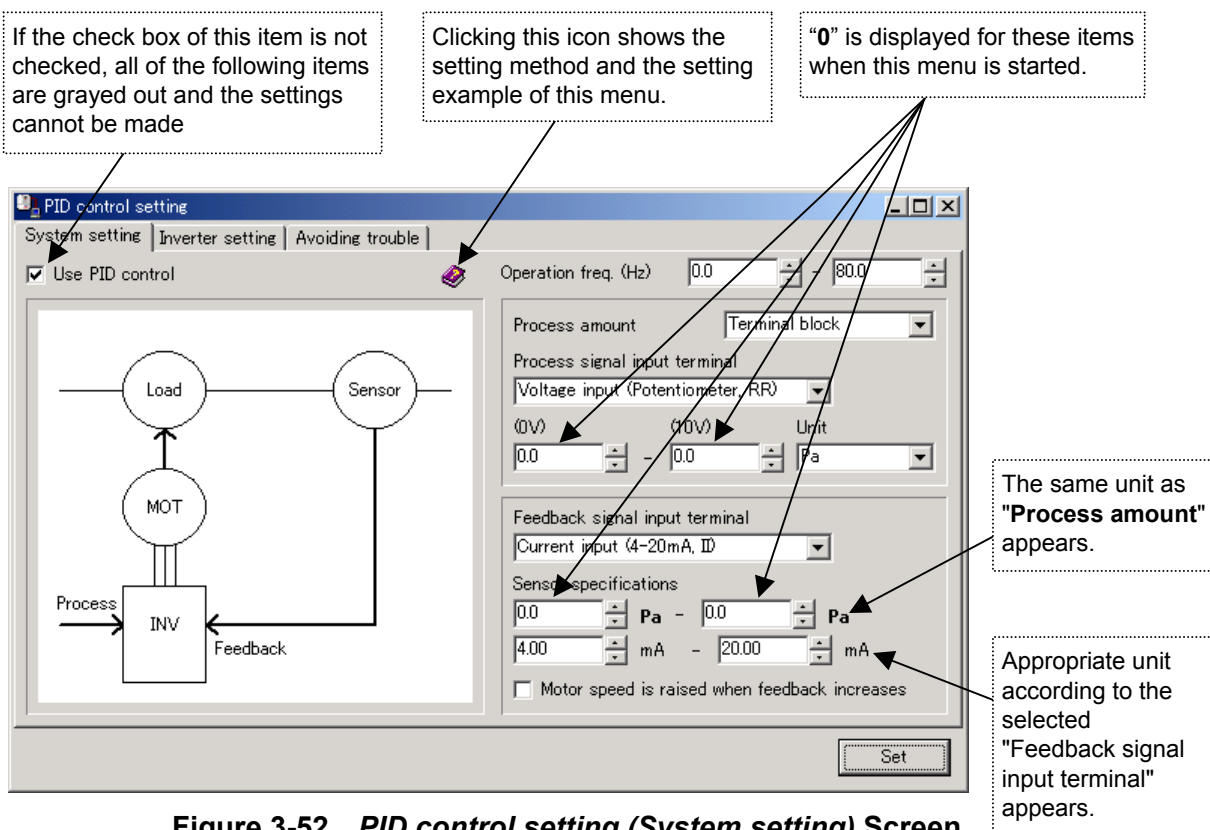 If the check box of this item is not
checked, all of the following items
are grayed out and the settings
cannot be made
Clicking this icon shows the
setting method and the setting
example of this menu.
“0” is displayed for these items
when this menu is started.
PID control setting
System setting
Inverter setting
Avoiding trouble
Use PID control
Operation freq. (Hz) 0.0 - 80.0
Process amount Terminal block
Process signal input terminal
Voltage input (Potentiometer, RR)
(0V) (10V) Unit
0.0 - 0.0 Pa
Feedback signal input terminal
Current input (4-20mA, II)
Sensor specifications
0.0 Pa - 0.0 Pa
4.00 mA - 20.00 mA
Motor speed is raised when feedback increases
Load
Sensor
MOT
Process
INV
Feedback
Set
The same unit as
"Process amount"
appears.
Appropriate unit
according to the
selected
"Feedback signal
input terminal"
appears.
Figure 3-52 PID control setting (System setting) Screen